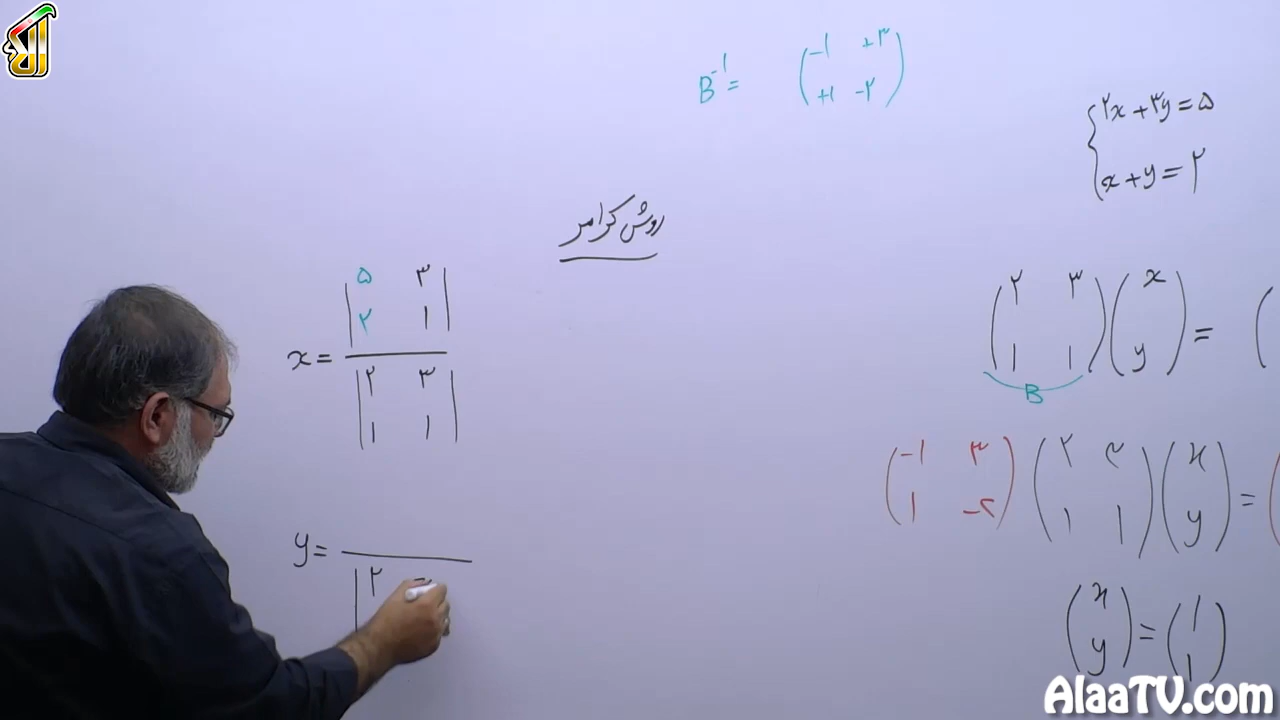 B⁻¹ = ( -۱ +۳
+۱ -۲ )
{ ۲x + ۳y = ۵
x + y = ۲
روش کرامر
x = | ۵ ۳
۲ ۱ |
| ۲ ۳
۱ ۱ |
y =
| ۲
( ۲ ۳
۱ ۱ ) ( x
y ) = (
B
( -۱ ۳
۱ -۲ ) ( ۲ ۳
۱ ۱ ) ( x
y ) = (
( x
y ) = ( ۱
۱ )
AlaaTV.com